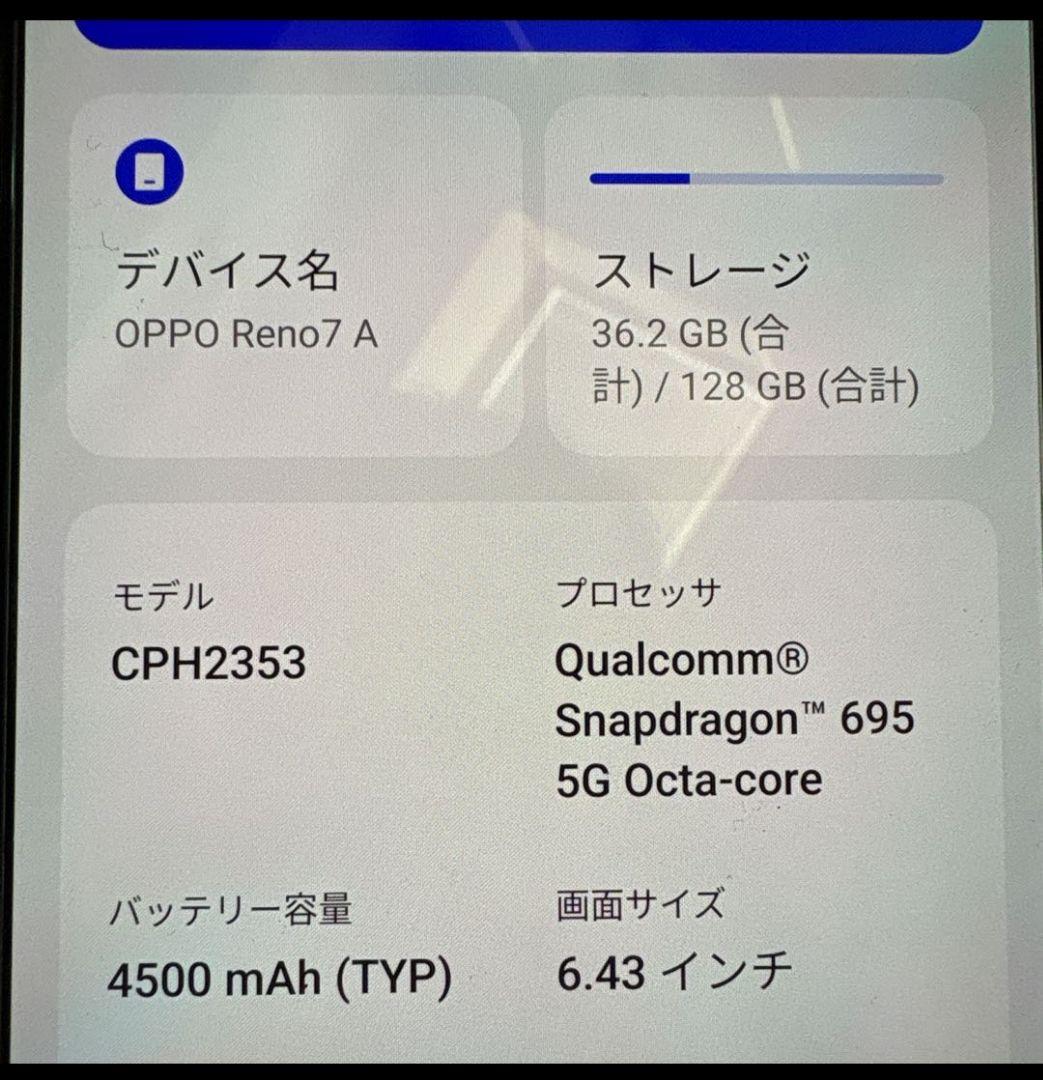 デバイス名
OPPO Reno7 A
ストレージ
36.2 GB (合
計) / 128 GB (合計)
モデル
CPH2353
プロセッサ
Qualcomm®
Snapdragon™ 695
5G Octa-core
バッテリー容量
4500 mAh (TYP)
画面サイズ
6.43 インチ